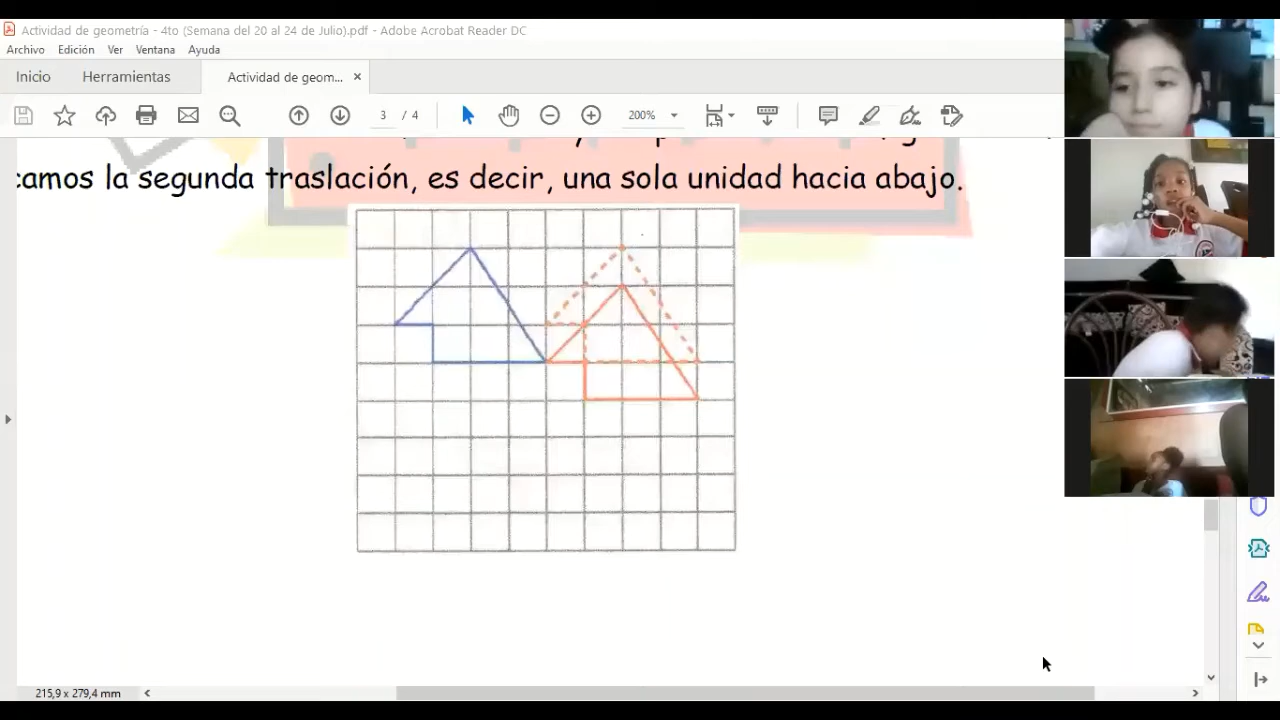 Actividad de geometría - 4to (Semana del 20 al 24 de Julio).pdf - Adobe Acrobat Reader DC
Archivo Edición Ver Ventana Ayuda
Inicio Herramientas Actividad de geom... ×
3 / 4 200%
camos la segunda traslación, es decir, una sola unidad hacia abajo.
215,9 x 279,4 mm